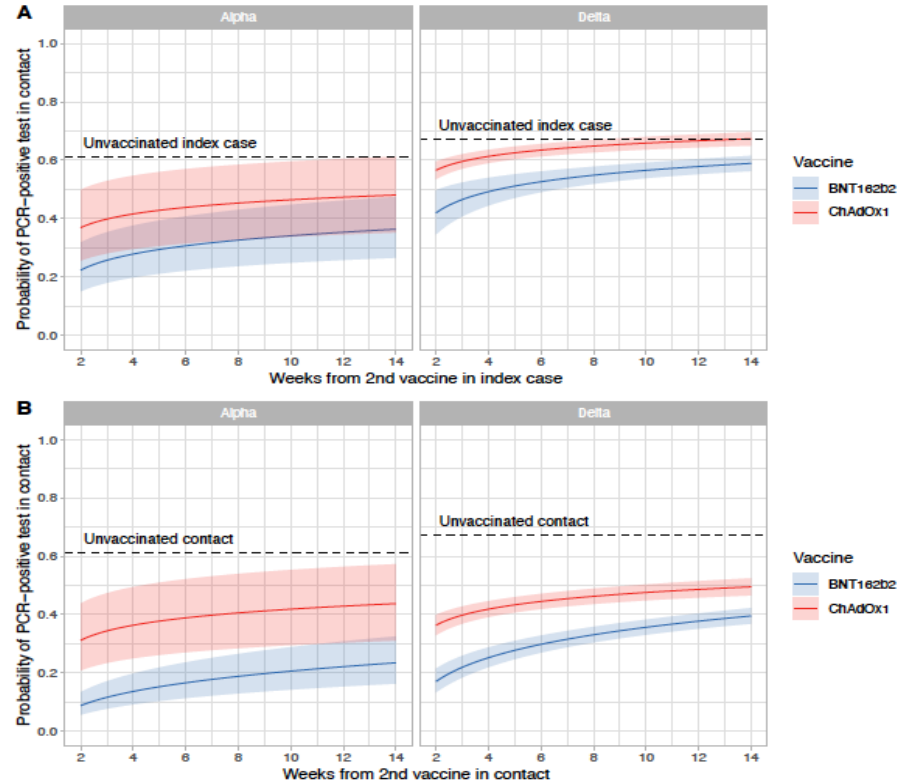 A
Alpha
Delta
Probability of PCR-positive test in contact
1.0
0.8
0.6
0.4
0.2
0.0
Unvaccinated index case
Unvaccinated index case
2 4 6 8 10 12 14
2 4 6 8 10 12 14
Weeks from 2nd vaccine in index case
Vaccine
BNT162b2
ChAdOx1
B
Alpha
Delta
Probability of PCR-positive test in contact
1.0
0.8
0.6
0.4
0.2
0.0
Unvaccinated contact
Unvaccinated contact
2 4 6 8 10 12 14
2 4 6 8 10 12 14
Weeks from 2nd vaccine in contact
Vaccine
BNT162b2
ChAdOx1